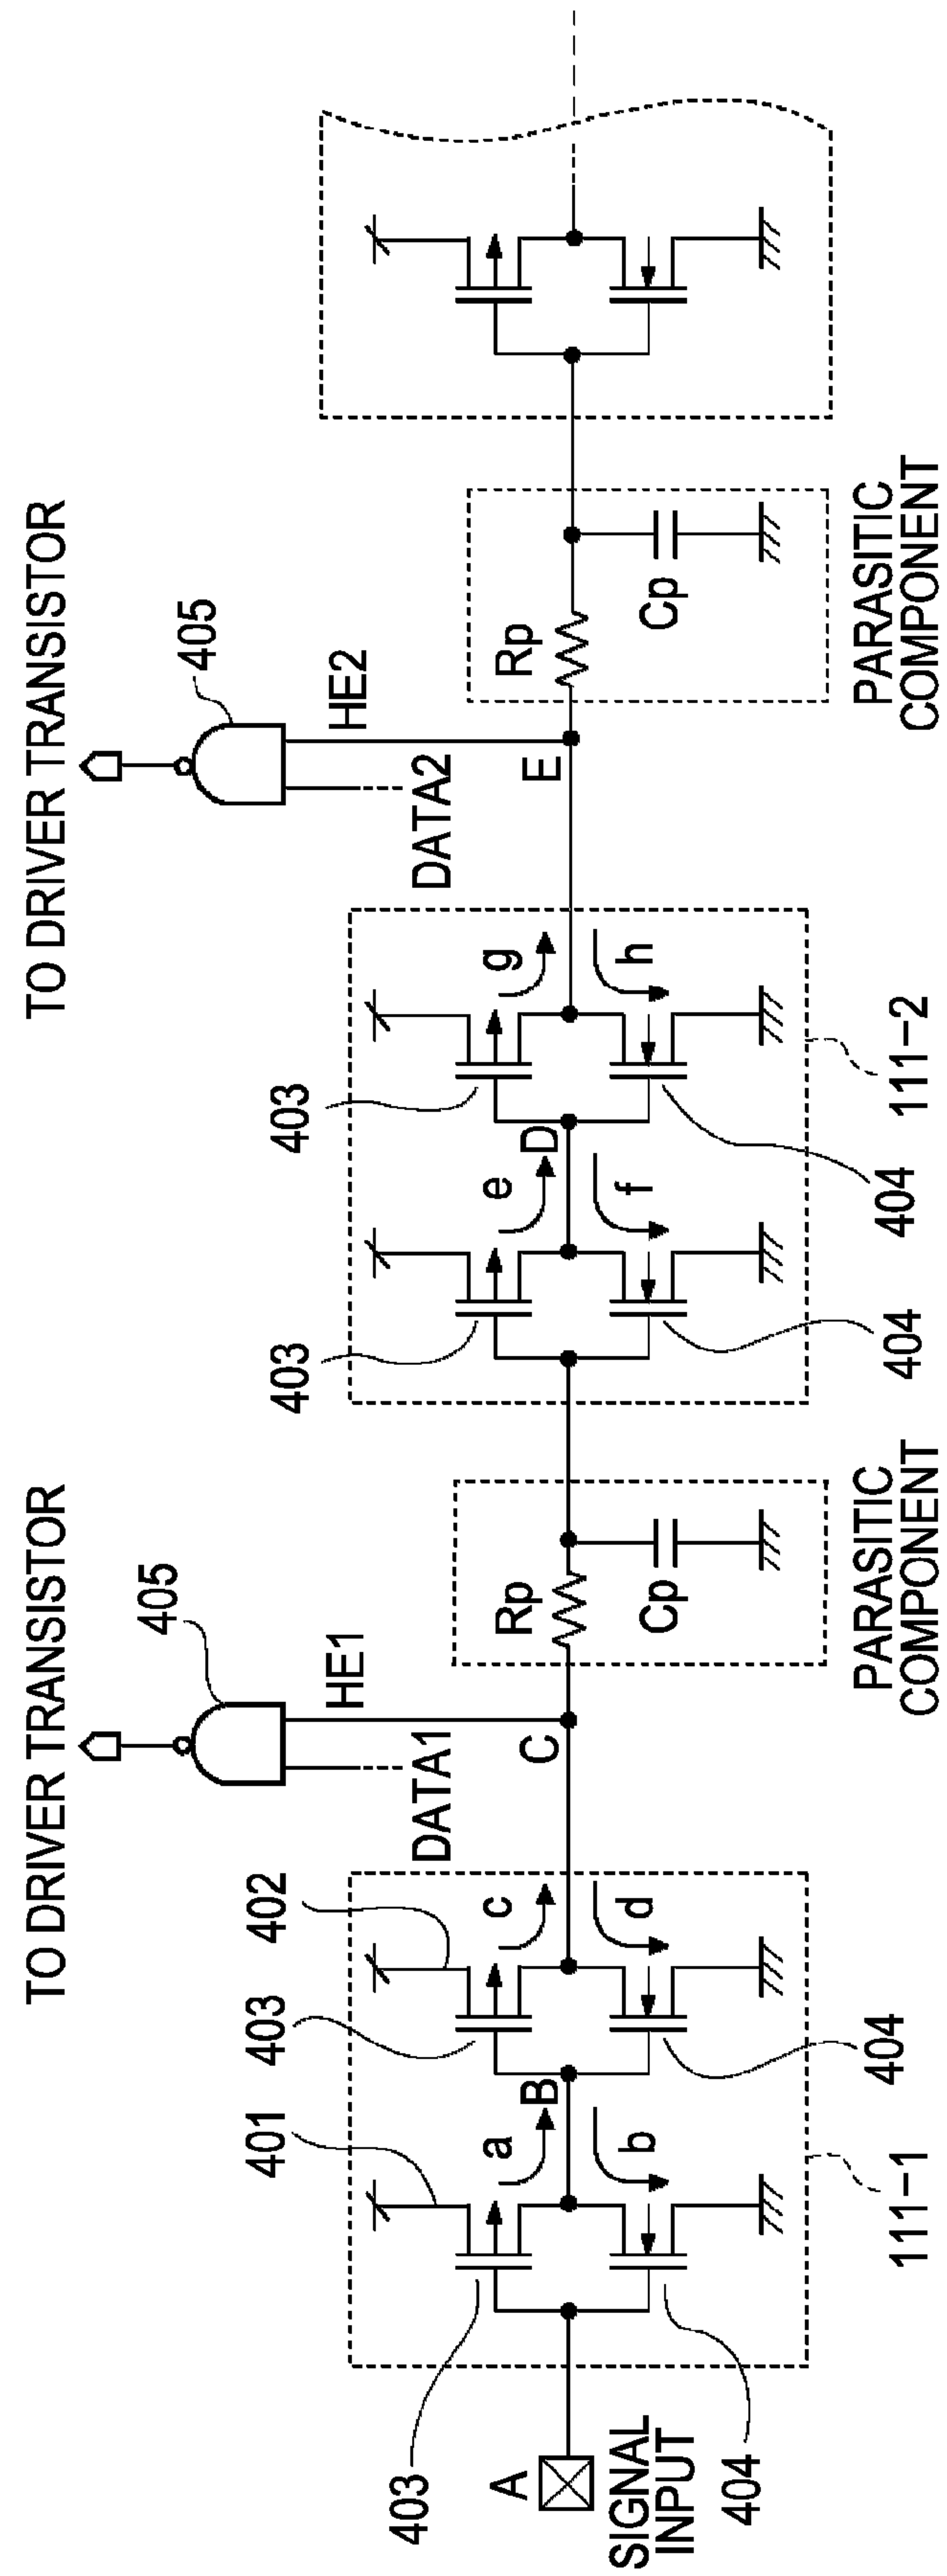 TO DRIVER TRANSISTOR
TO DRIVER TRANSISTOR
405
405
HE1
HE2
DATA1
DATA2
401
403
402
403
403
403
A
SIGNAL
INPUT
a
B
c
C
Rp
e
D
g
E
Rp
b
d
Cp
f
h
Cp
404
404
404
404
111-1
PARASITIC
COMPONENT
111-2
PARASITIC
COMPONENT